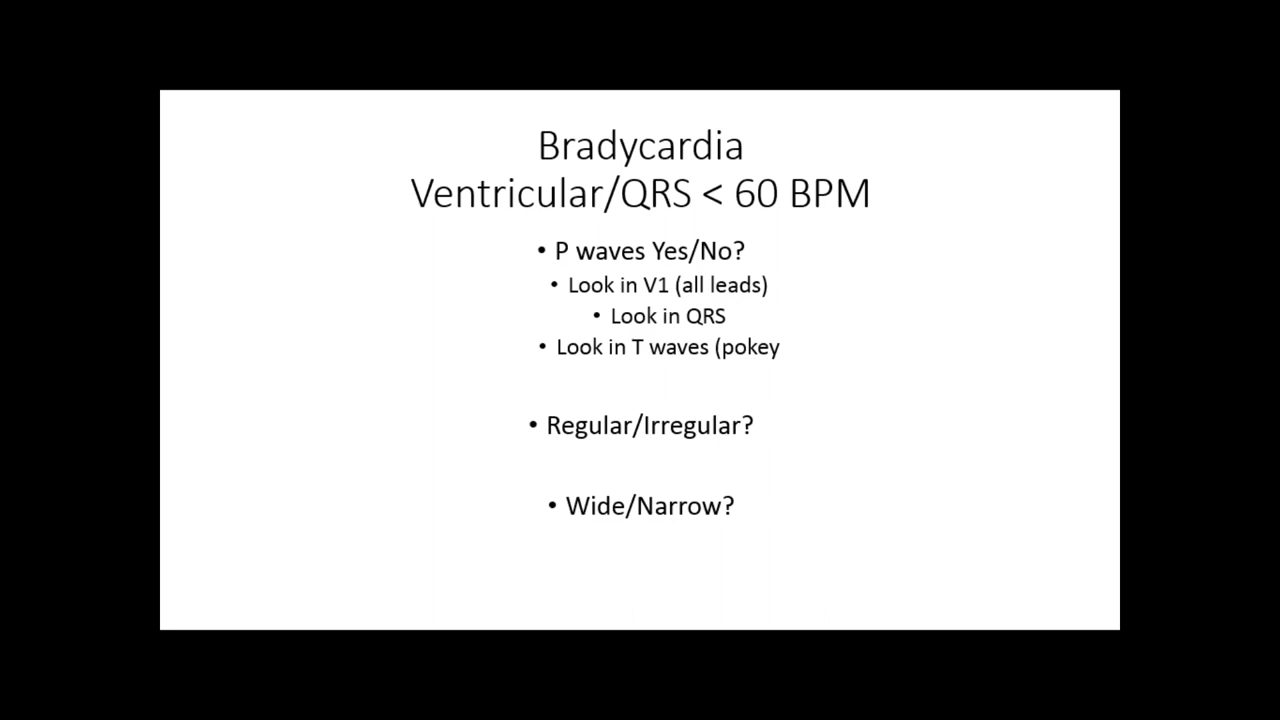 Bradycardia
Ventricular/QRS < 60 BPM
• P waves Yes/No?
• Look in V1 (all leads)
• Look in QRS
• Look in T waves (pokey
• Regular/Irregular?
• Wide/Narrow?